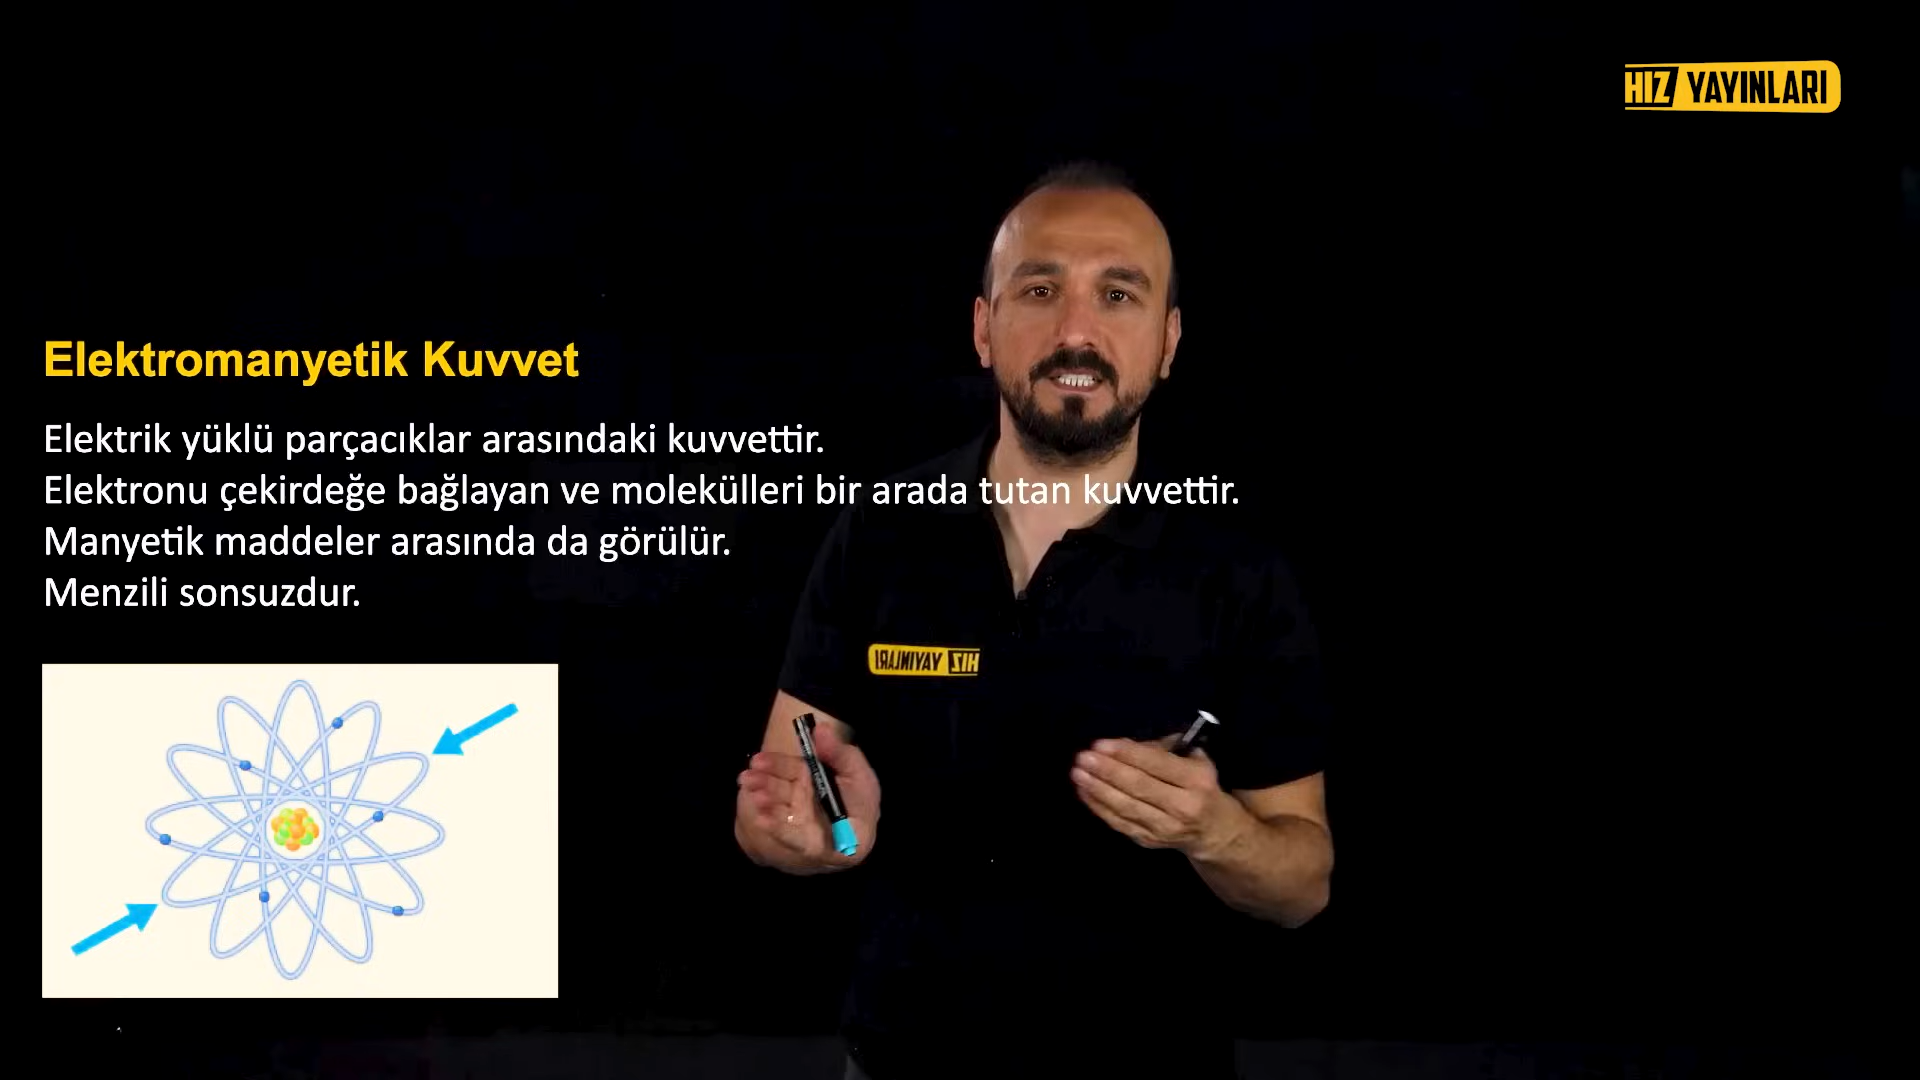 HIZ YAYINLARI
Elektromanyetik Kuvvet
Elektrik yüklü parçacıklar arasındaki kuvvettir.
Elektronu çekirdeğe bağlayan ve molekülleri bir arada tutan kuvvettir.
Manyetik maddeler arasında da görülür.
Menzili sonsuzdur.
HIZ YAYINLARI